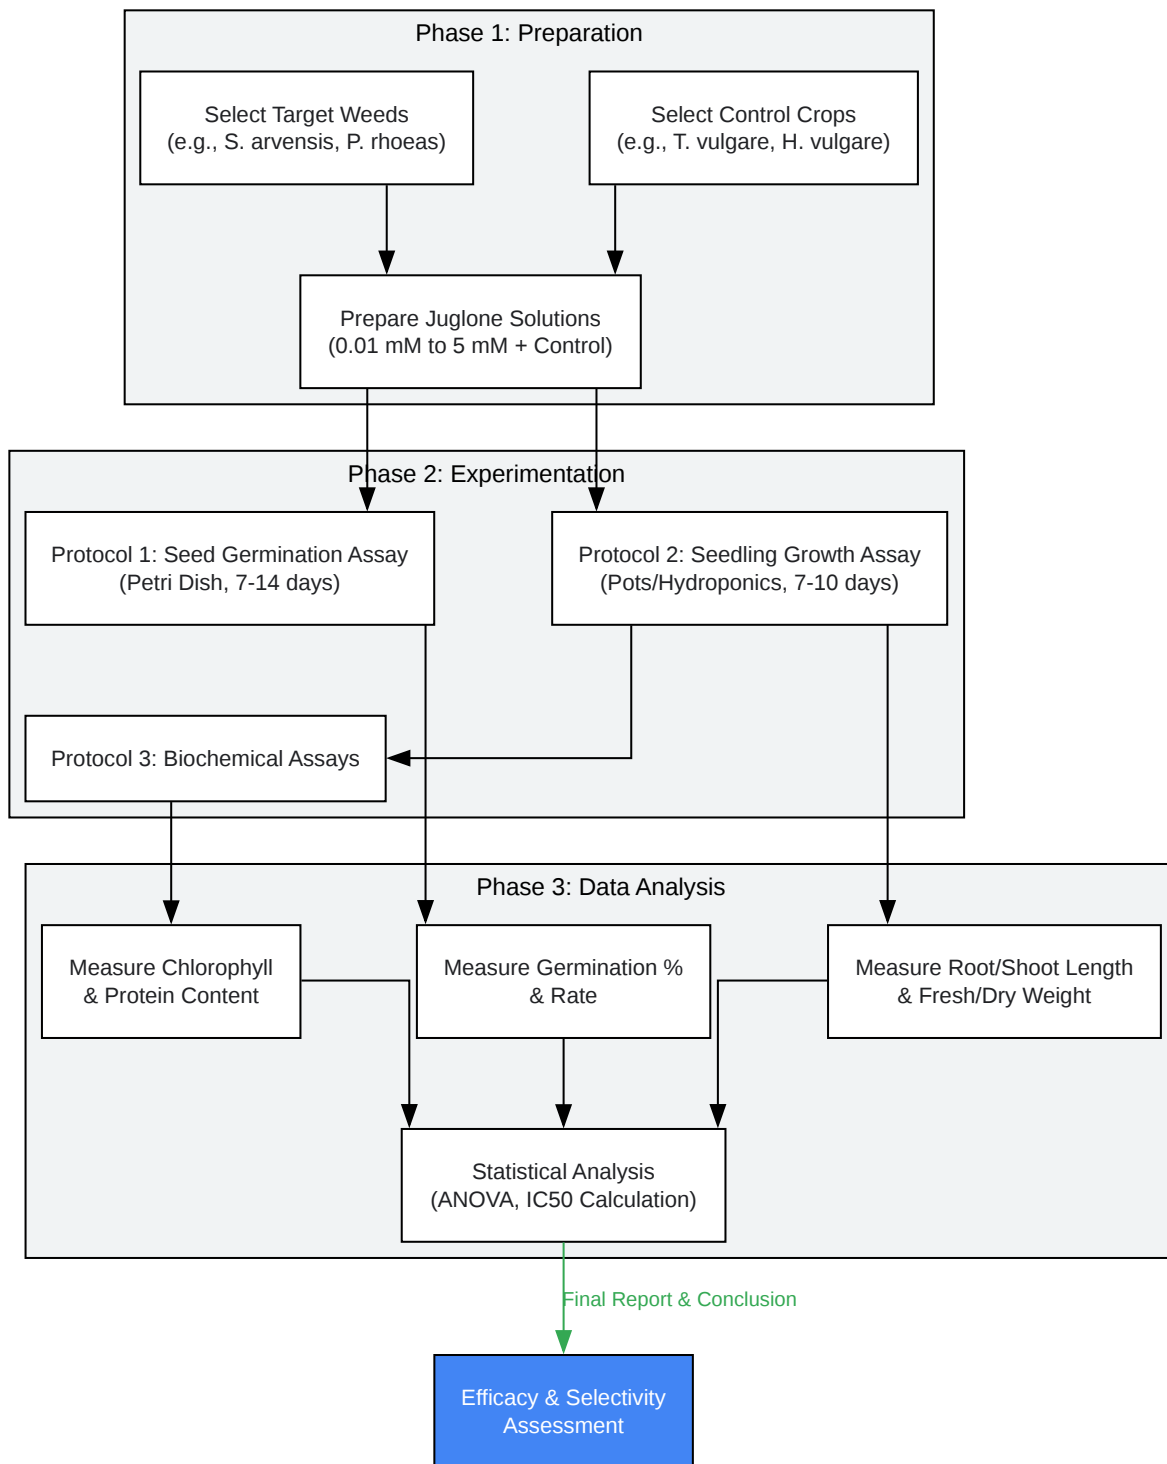 Phase 1: Preparation
Select Target Weeds
(e.g., S. arvensis, P. rhoeas)
Select Control Crops
(e.g., T. vulgare, H. vulgare)
Prepare Juglone Solutions
(0.01 mM to 5 mM + Control)
Phase 2: Experimentation
Protocol 1: Seed Germination Assay
(Petri Dish, 7-14 days)
Protocol 2: Seedling Growth Assay
(Pots/Hydroponics, 7-10 days)
Protocol 3: Biochemical Assays
Phase 3: Data Analysis
Measure Chlorophyll
& Protein Content
Measure Germination %
& Rate
Measure Root/Shoot Length
& Fresh/Dry Weight
Statistical Analysis
(ANOVA, IC50 Calculation)
Final Report & Conclusion
Efficacy & Selectivity
Assessment